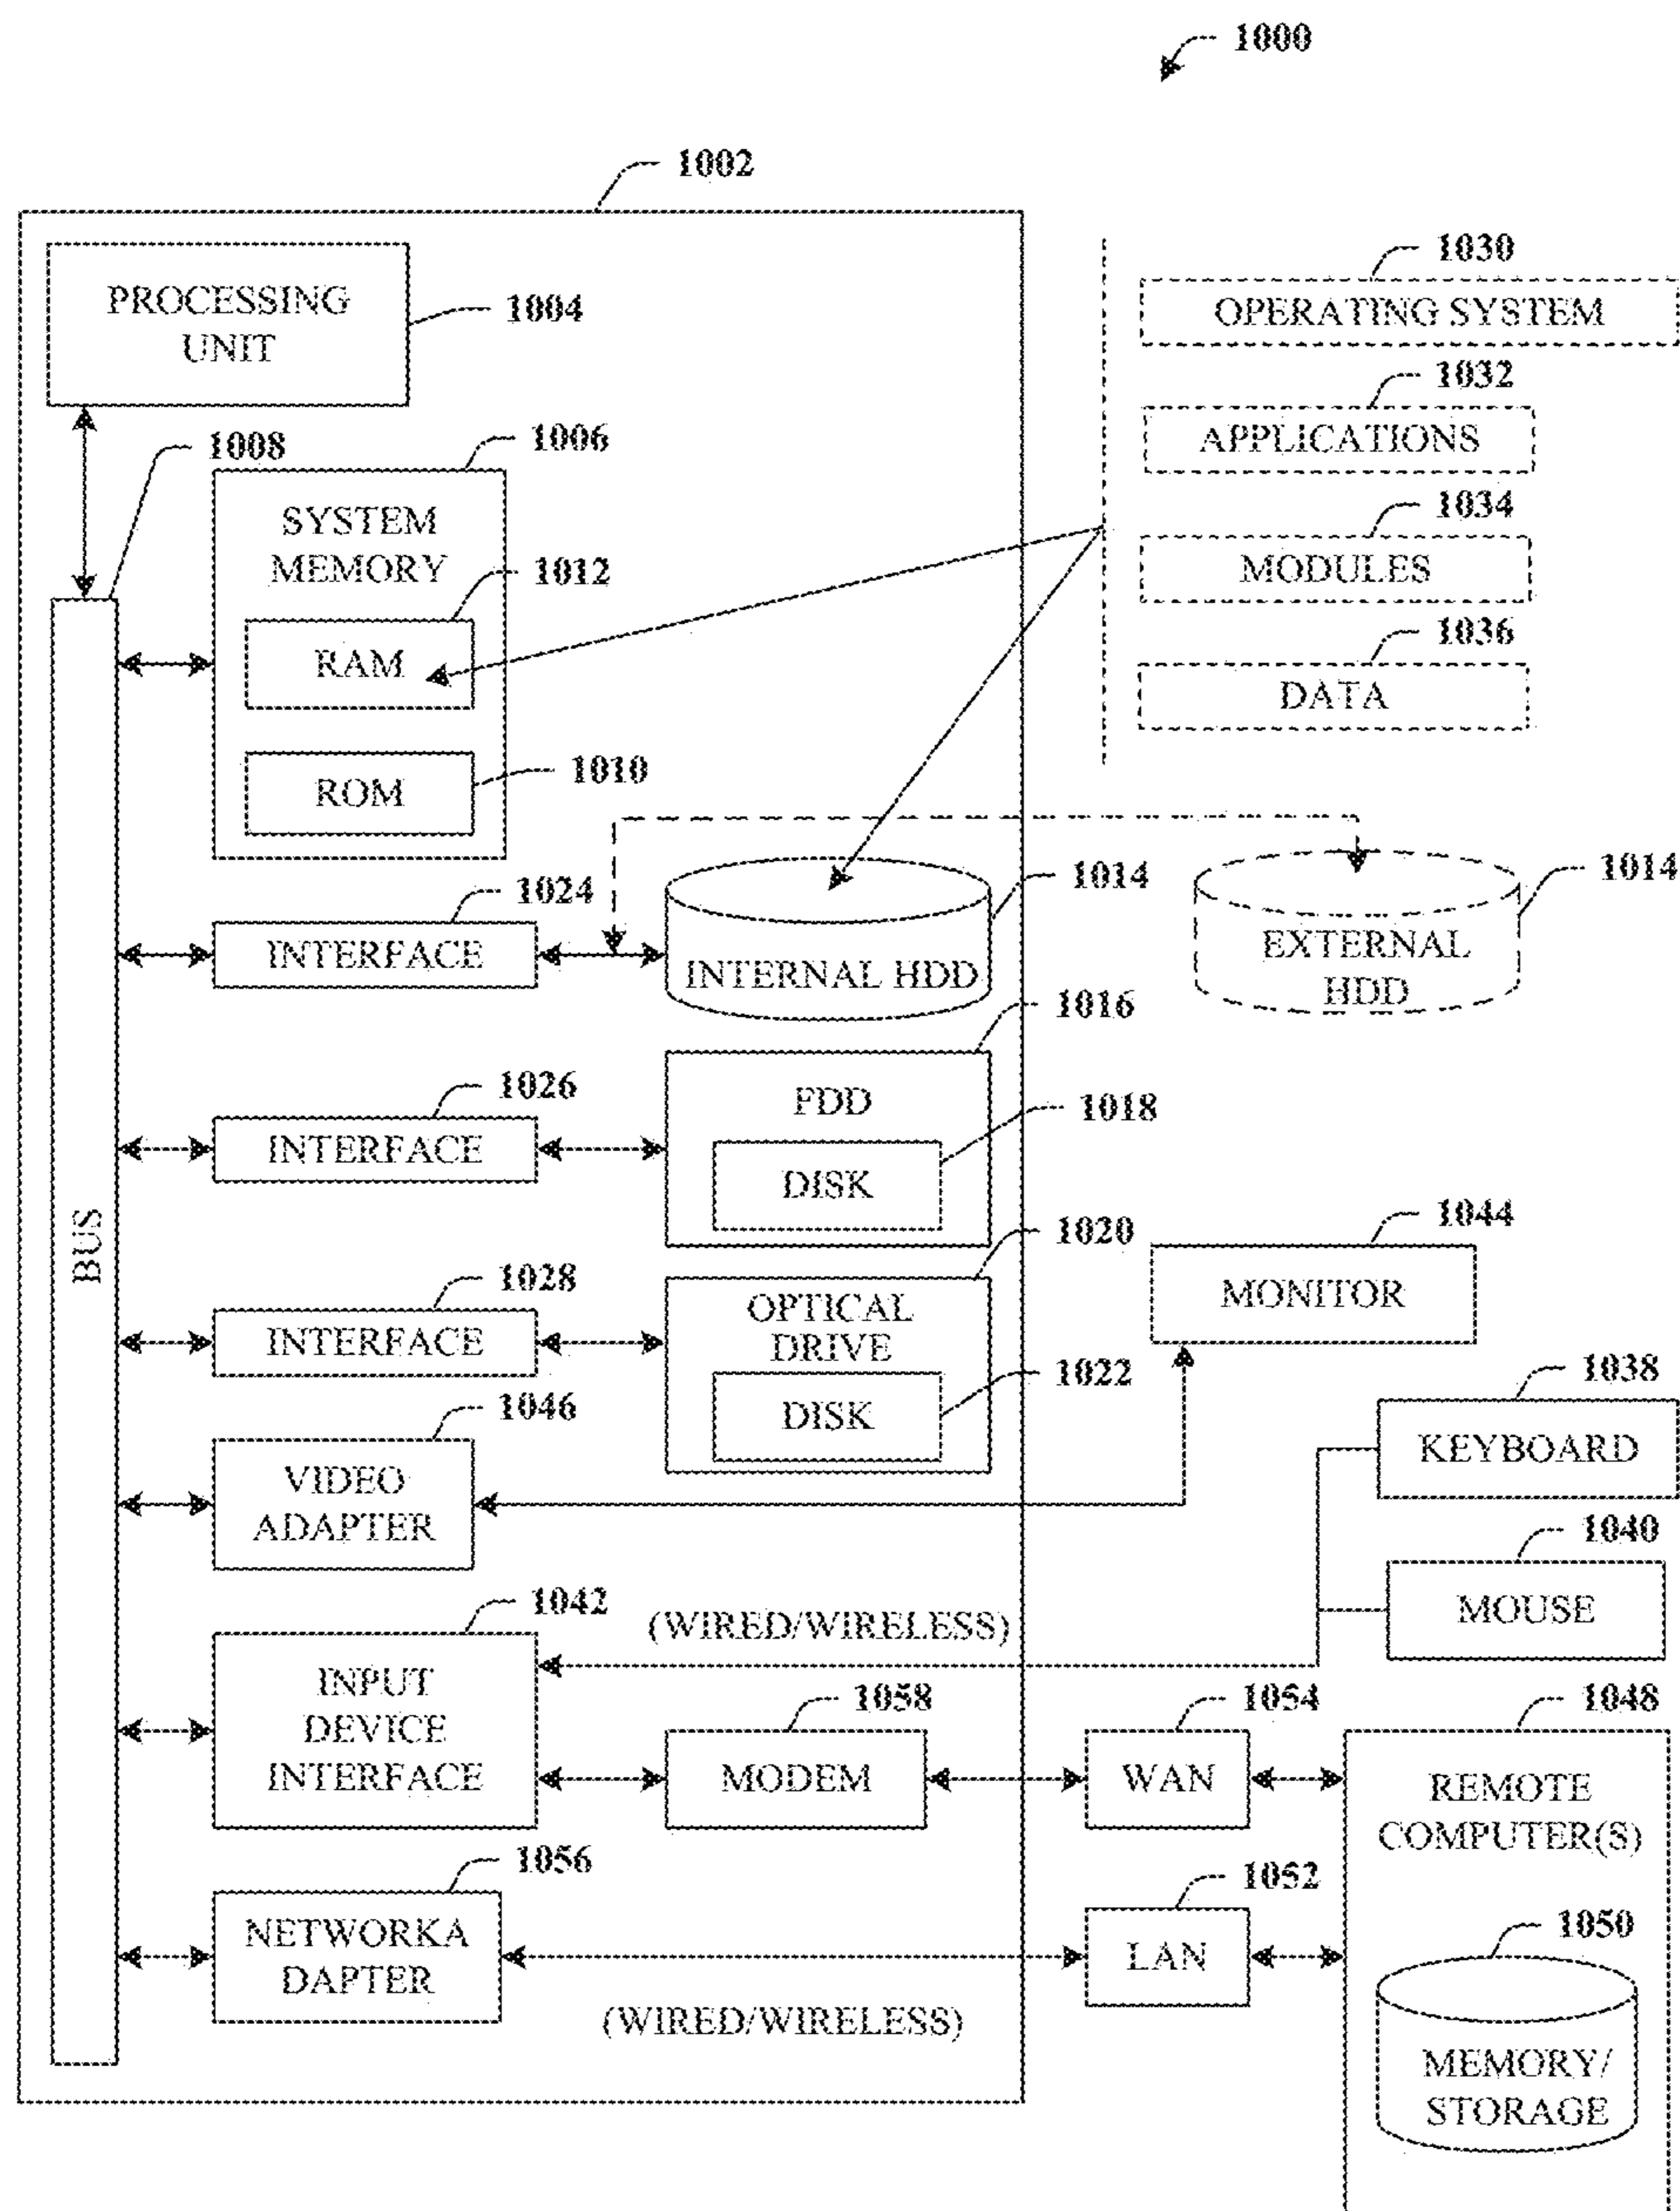 1000
1002
PROCESSING
UNIT
1004
1030
OPERATING SYSTEM
1032
APPLICATIONS
1034
MODULES
1036
DATA
1008
1006
SYSTEM
MEMORY
1012
RAM
1010
ROM
1024
INTERFACE
1014
INTERNAL HDD
1014
EXTERNAL
HDD
1016
FDD
1018
DISK
1026
INTERFACE
BUS
1020
OPTICAL
DRIVE
1022
DISK
1028
INTERFACE
1044
MONITOR
1046
VIDEO
ADAPTER
1038
KEYBOARD
1040
MOUSE
1042
INPUT
DEVICE
INTERFACE
(WIRED/WIRELESS)
1058
MODEM
1054
WAN
1048
REMOTE
COMPUTER(S)
1056
NETWORKA
DAPTER
(WIRED/WIRELESS)
1052
LAN
1050
MEMORY/
STORAGE